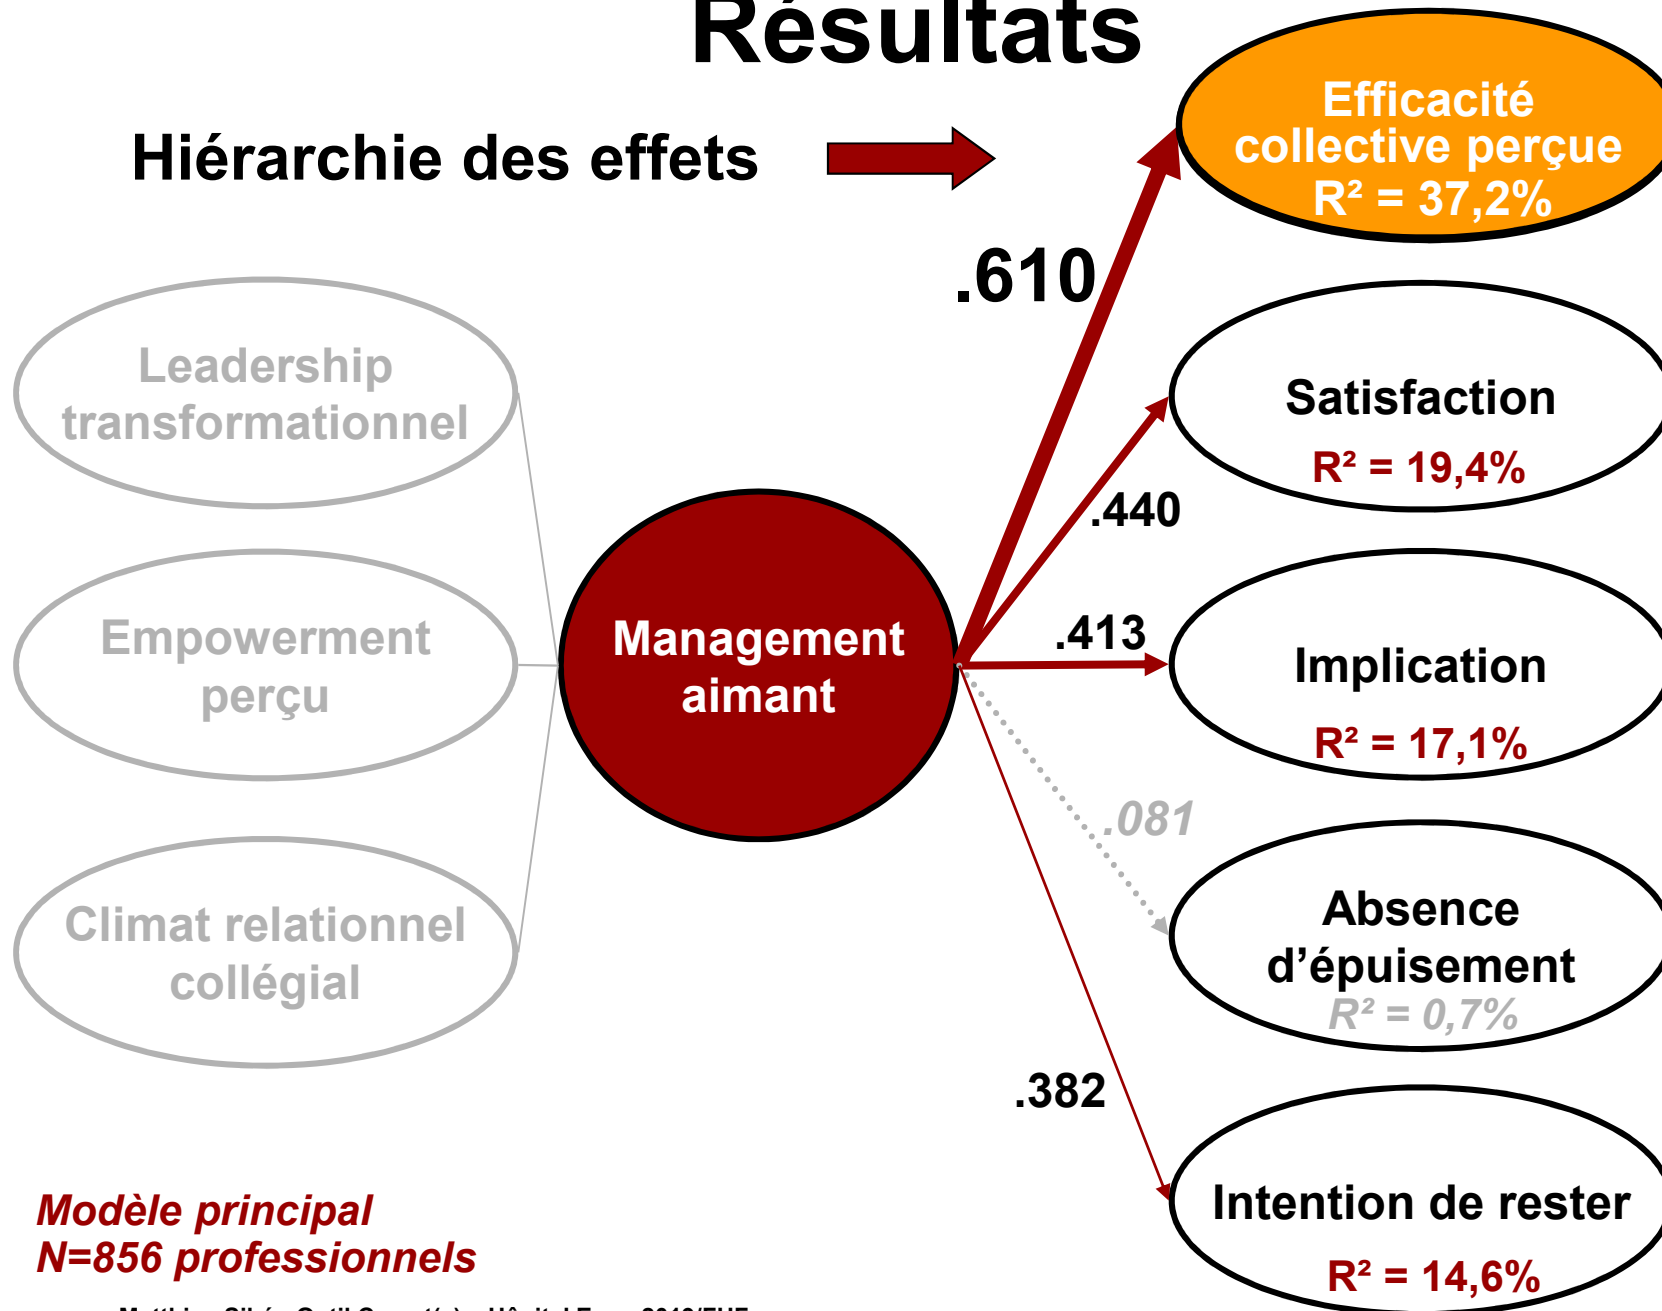 Résultats
Hiérarchie des effets
Efficacité
collective perçue
R² = 37,2%
.610
Leadership
transformationnel
Satisfaction
R² = 19,4%
.440
Empowerment
perçu
Management
aimant
.413
Implication
R² = 17,1%
.081
Climat relationnel
collégial
Absence
d’épuisement
R² = 0,7%
.382
Intention de rester
R² = 14,6%
Modèle principal
N=856 professionnels